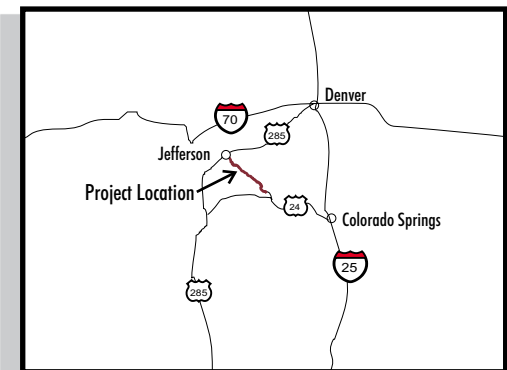 Denver
70
285
Jefferson
Project Location
24
Colorado Springs
25
285